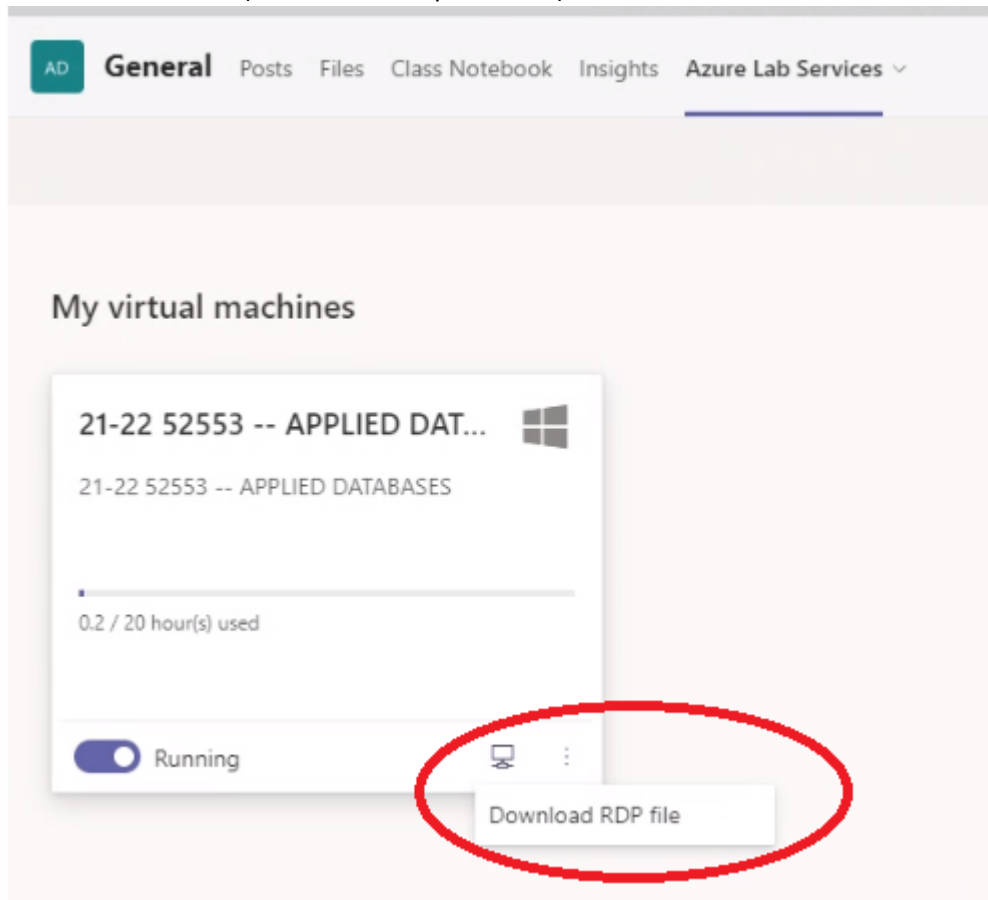 AD General Posts Files Class Notebook Insights Azure Lab Services
My virtual machines
21-22 52553 -- APPLIED DAT...
21-22 52553 -- APPLIED DATABASES
0.2 / 20 hour(s) used
Running
Download RDP file